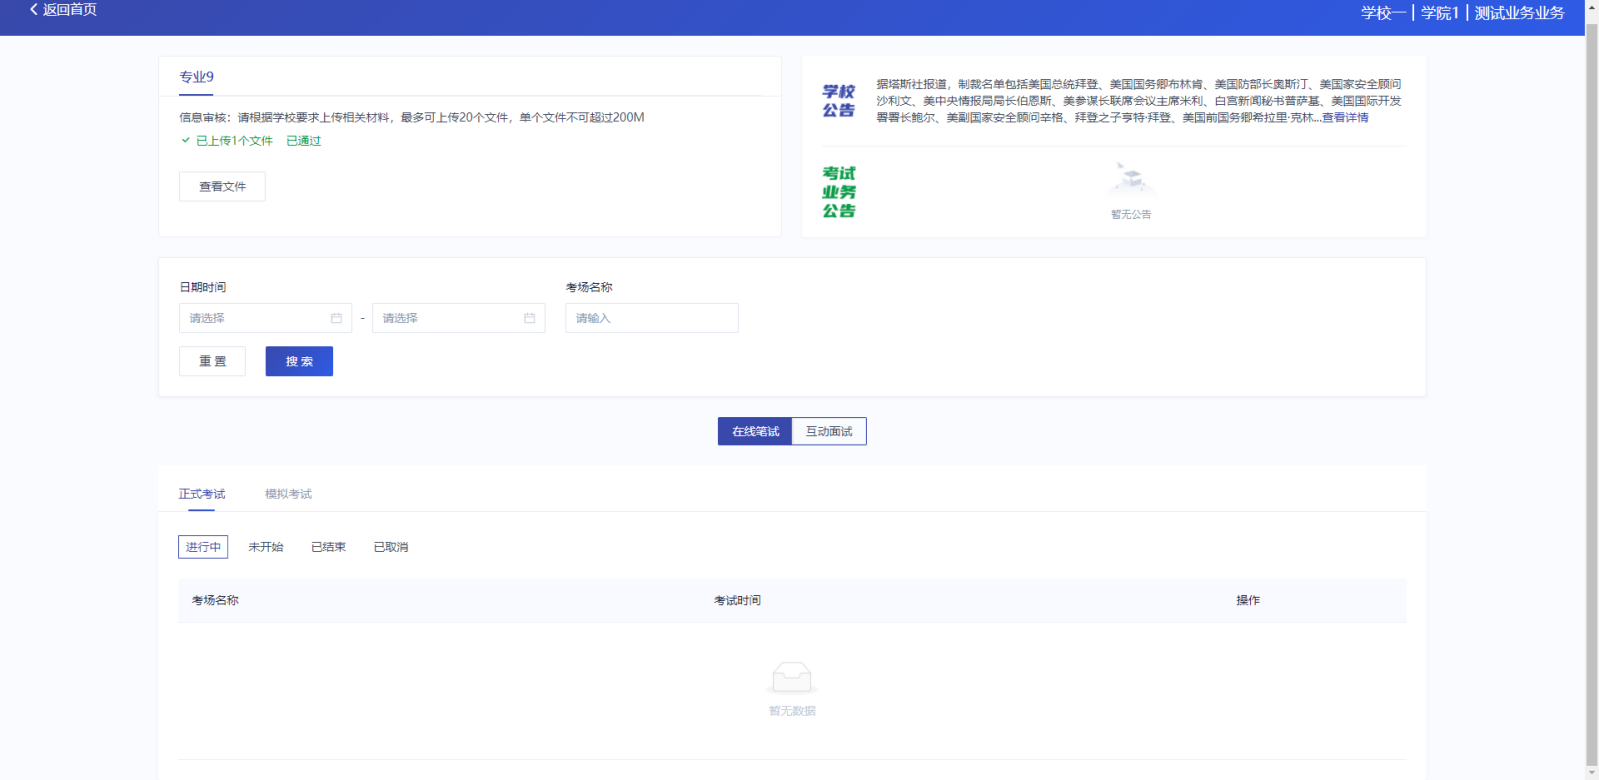 返回首页
学校一 | 学院1 | 测试业务业务
专业9
信息审核：请根据学校要求上传相关材料，最多可上传20个文件，单个文件不可超过200M
已上传1个文件 已通过
查看文件
学校
公告
据塔斯社报道，制裁名单包括美国总统拜登、美国国务卿布林肯、美国防部长奥斯汀、美国家安全顾问
沙利文、美中央情报局局长伯恩斯、美参谋长联席会议主席米利、白宫新闻秘书普萨基、美国国际开发
署署长鲍尔、美副国家安全顾问辛格、拜登之子亨特·拜登、美国前国务卿希拉里·克林...查看详情
考试
业务
公告
暂无公告
日期时间
考场名称
请选择 - 请选择
请输入
重 置
搜 索
在线笔试
互动面试
正式考试
模拟考试
进行中
未开始
已结束
已取消
考场名称
考试时间
操作
暂无数据